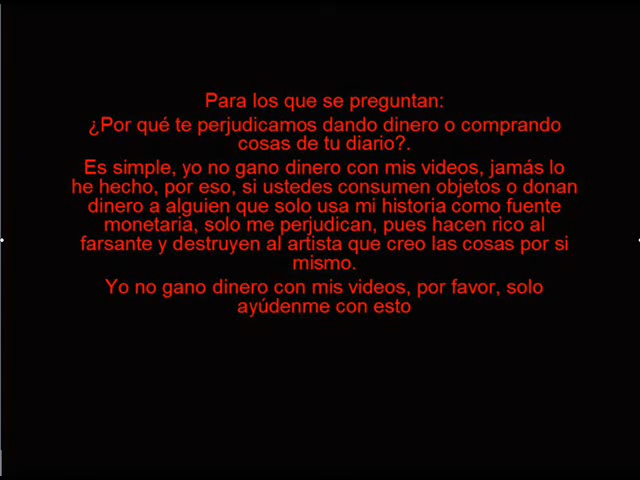 Para los que se preguntan:
¿Por qué te perjudicamos dando dinero o comprando
cosas de tu diario?.
Es simple, yo no gano dinero con mis videos, jamás lo
he hecho, por eso, si ustedes consumen objetos o donan
dinero a alguien que solo usa mi historia como fuente
monetaria, solo me perjudican, pues hacen rico al
farsante y destruyen al artista que creo las cosas por si
mismo.
Yo no gano dinero con mis videos, por favor, solo
ayúdenme con esto